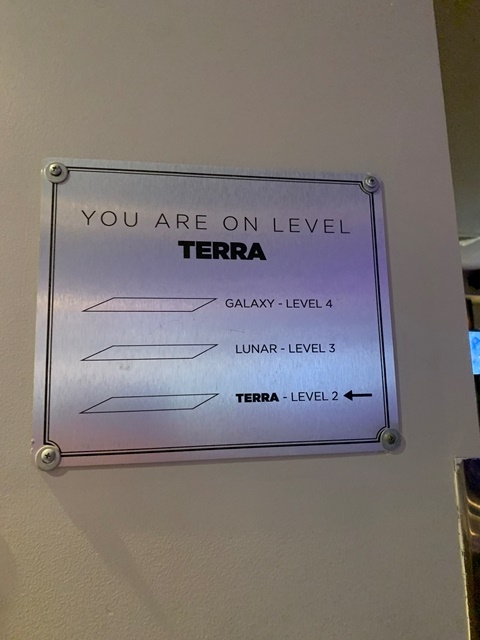 YOU ARE ON LEVEL
TERRA
GALAXY - LEVEL 4
LUNAR - LEVEL 3
TERRA - LEVEL 2